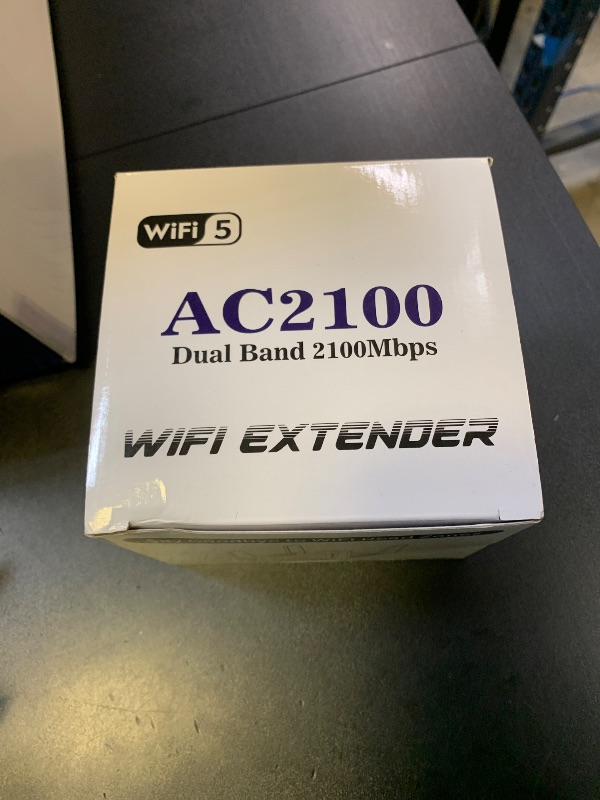 WiFi 5
AC2100
Dual Band 2100Mbps
WIFI EXTENDER